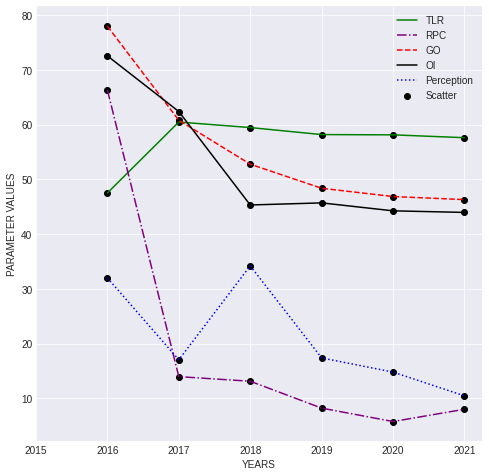 80
70
60
50
40
30
20
10
PARAMETER VALUES
TLR
RPC
GO
OI
Perception
Scatter
2015 2016 2017 2018 2019 2020 2021
YEARS